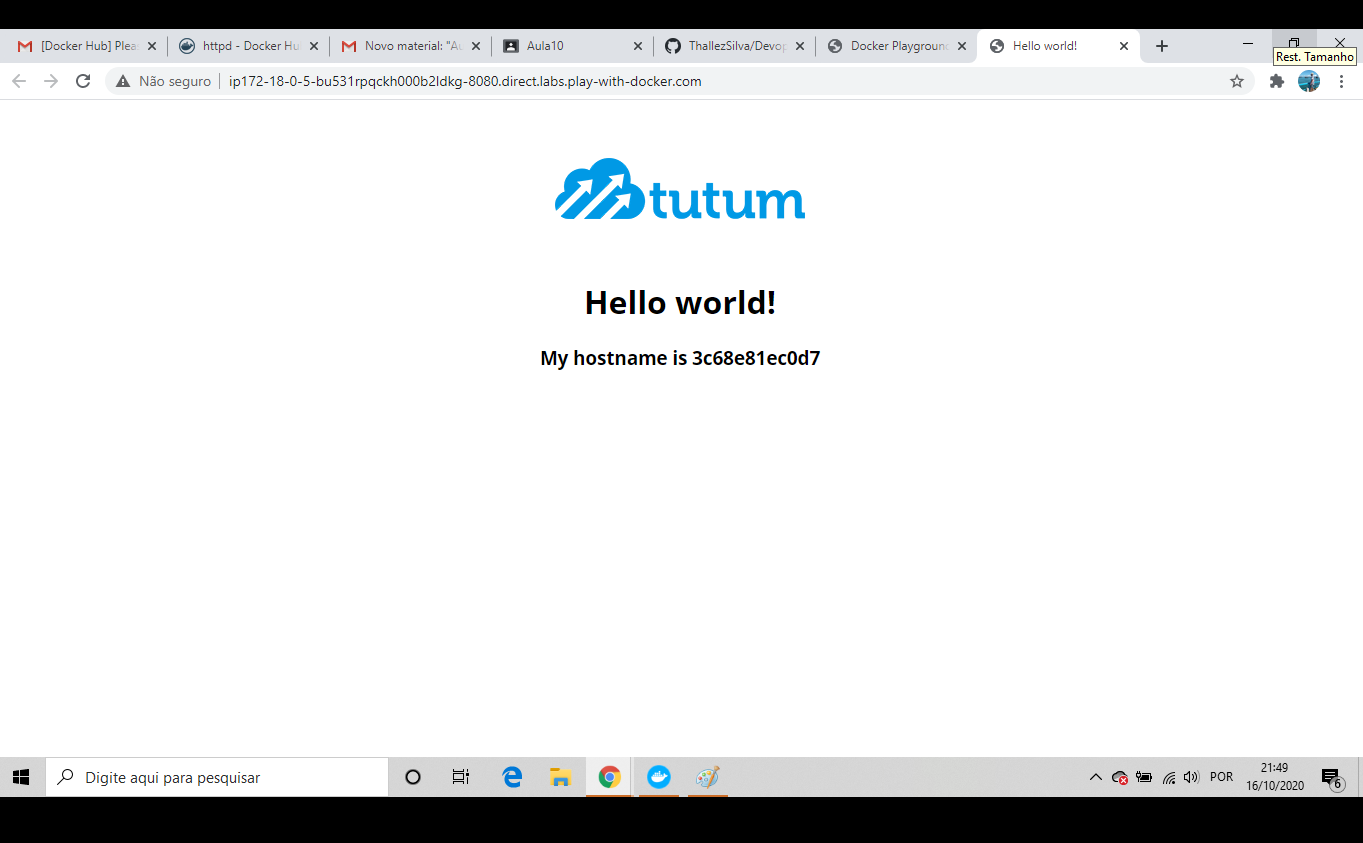 [Docker Hub] Plea
httpd - Docker Hu
Novo material: "Au
Aula10
ThallezSilva/Devop
Docker Playground
Hello world!
Rest. Tamanho
Não seguro
ip172-18-0-5-bu531rpqckh000b2ldkg-8080.direct.labs.play-with-docker.com
tutum
Hello world!
My hostname is 3c68e81ec0d7
Digite aqui para pesquisar
POR
21:49
16/10/2020
6